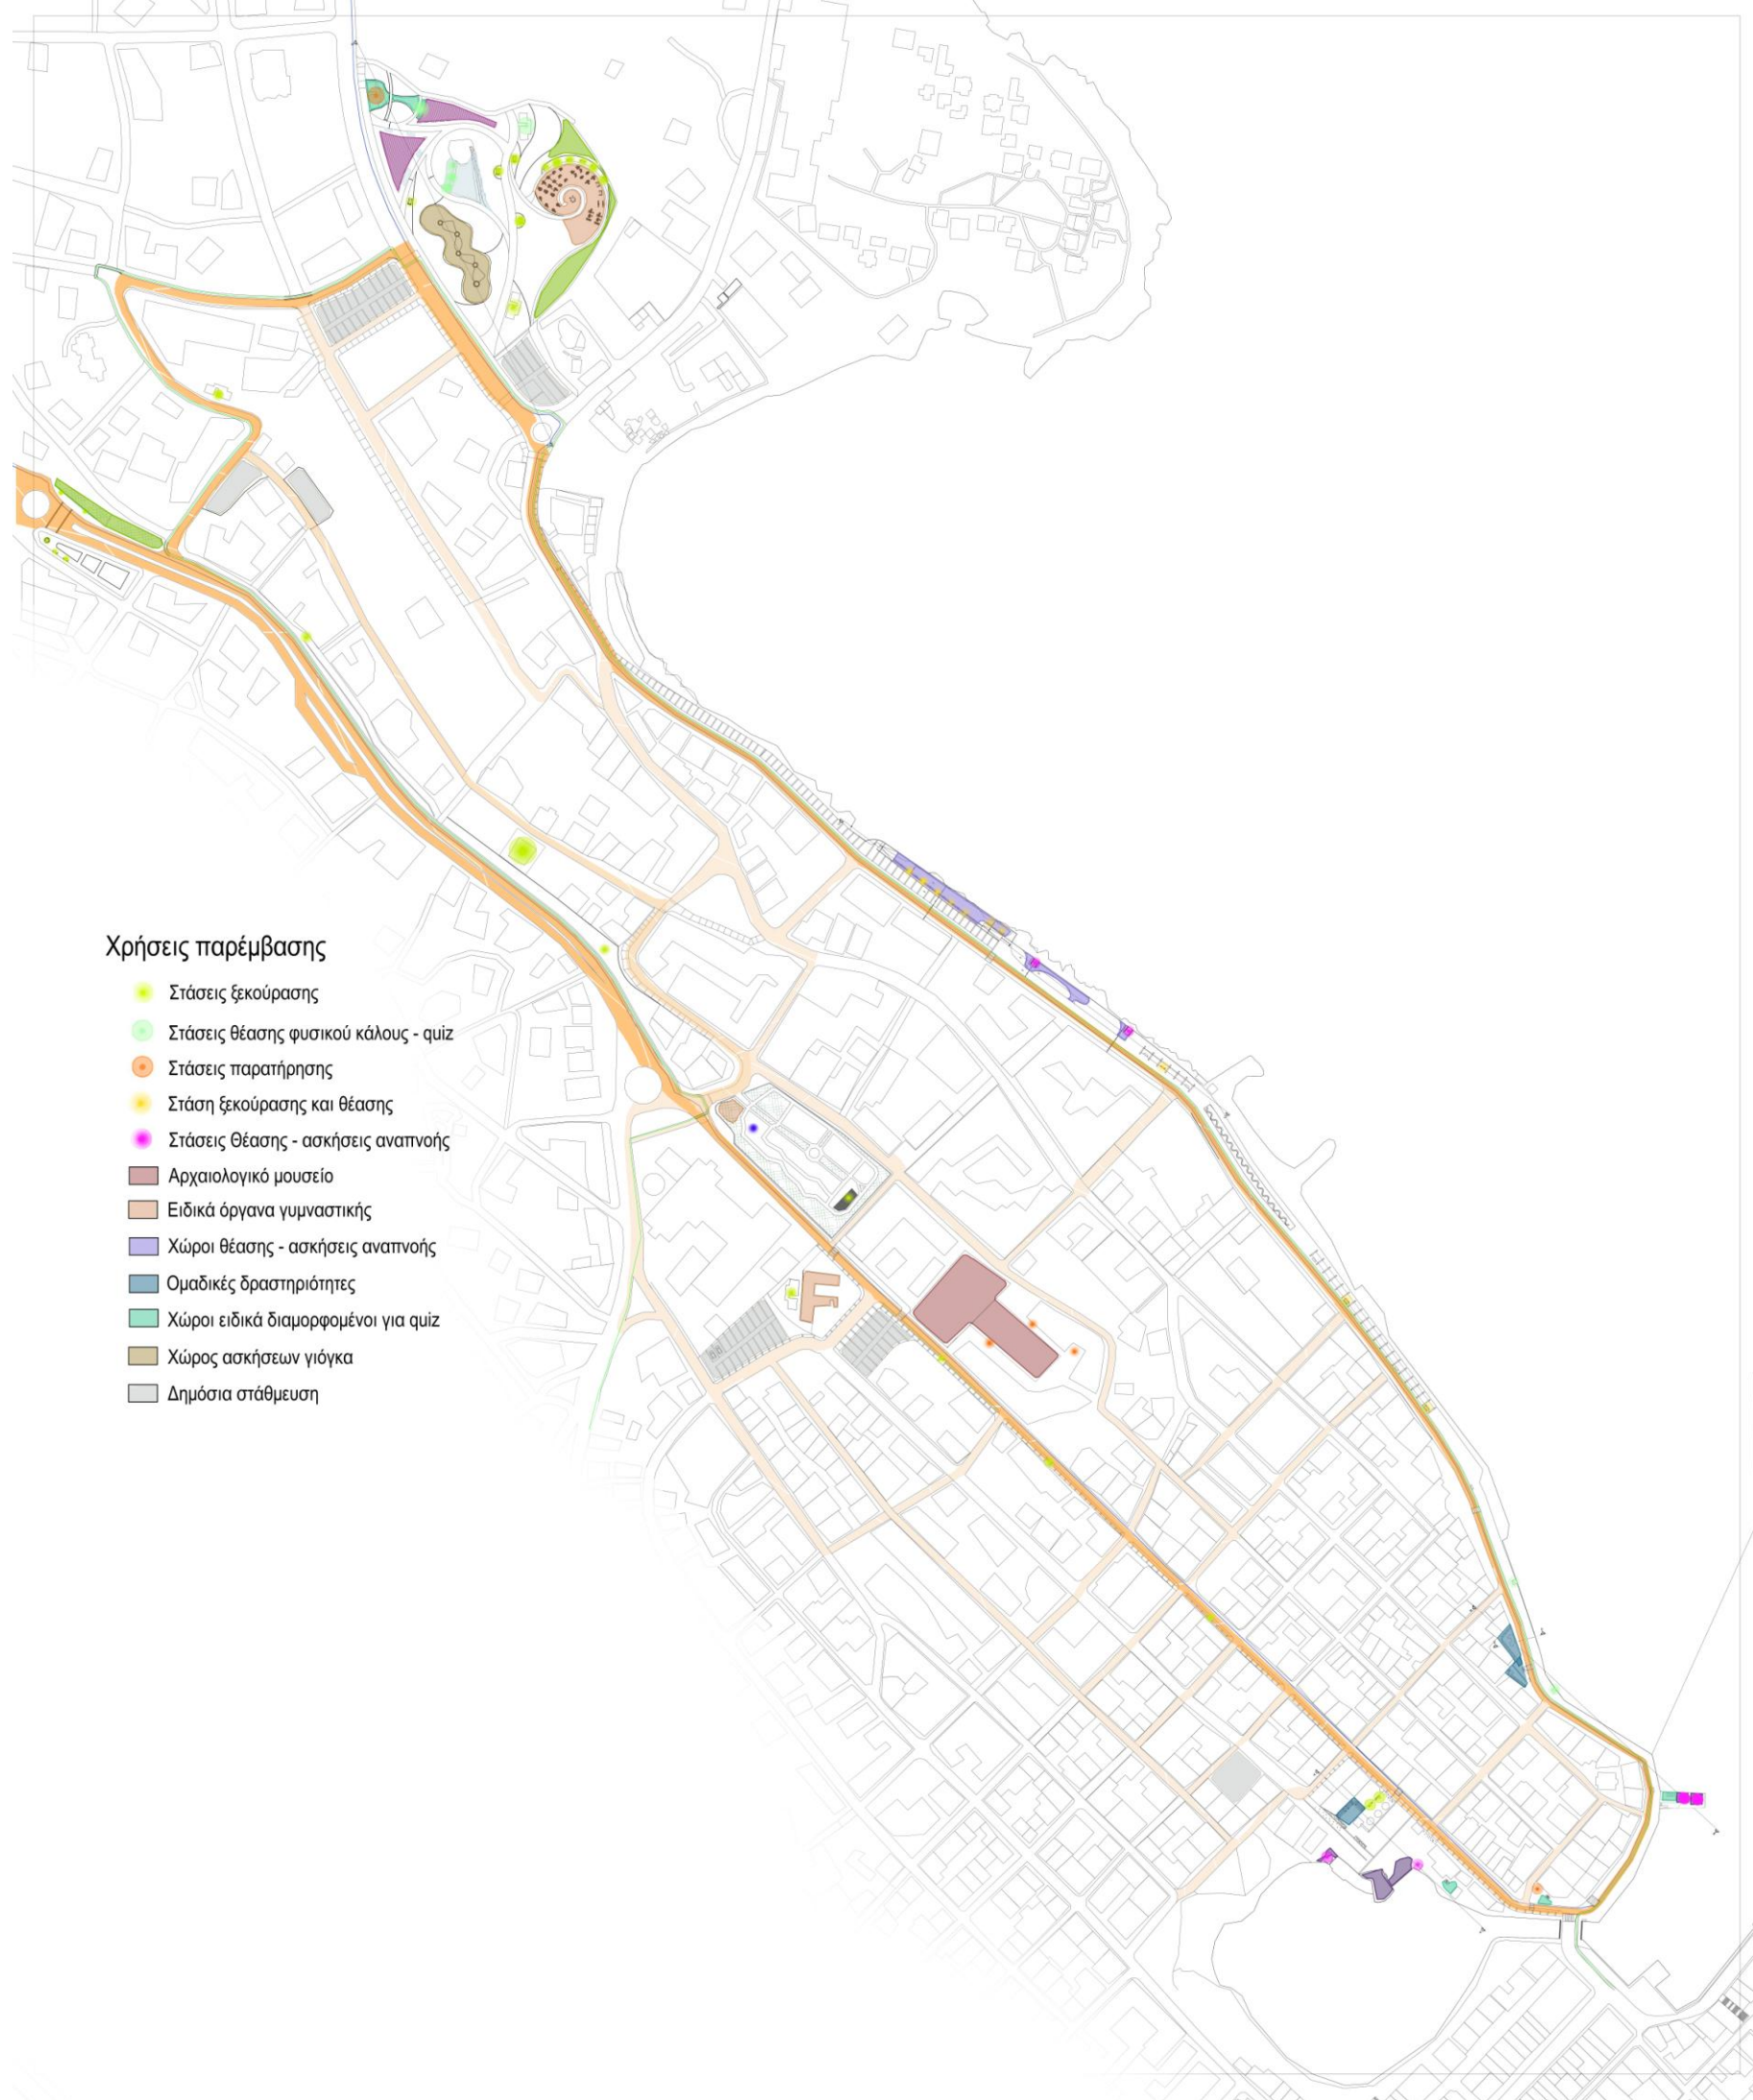 Χρήσεις παρέμβασης
Στάσεις ξεκούρασης
Στάσεις θέασης φυσικού κάλους - quiz
Στάσεις παρατήρησης
Στάση ξεκούρασης και θέασης
Στάσεις Θέασης - ασκήσεις αναπνοής
Αρχαιολογικό μουσείο
Ειδικά όργανα γυμναστικής
Χώροι θέασης - ασκήσεις αναπνοής
Ομαδικές δραστηριότητες
Χώροι ειδικά διαμορφομένοι για quiz
Χώρος ασκήσεων γιόγκα
Δημόσια στάθμευση